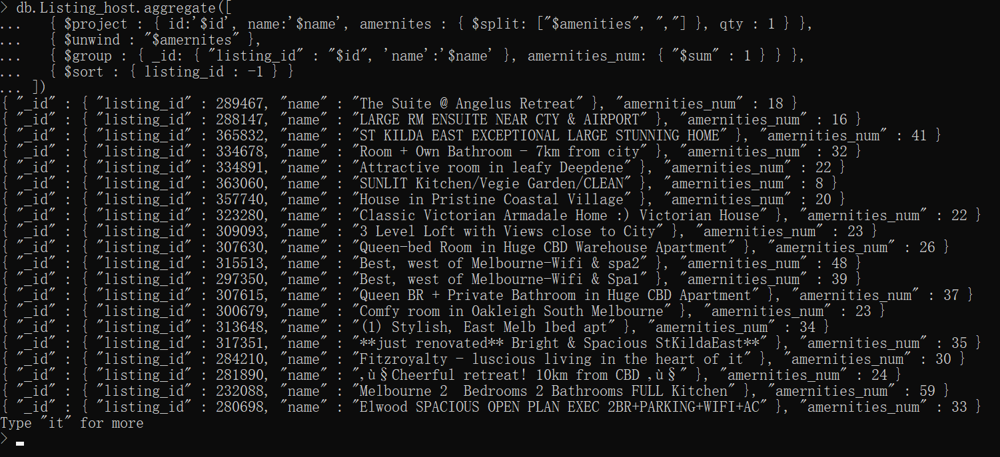 > db.Listing_host.aggregate([
...    { $project : { id:'$id', name:'$name', amernites : { $split: ["$amenities", ","] }, qty : 1 } },
...    { $unwind : "$amernites" },
...    { $group : { _id: { "listing_id" : "$id", 'name':'$name' }, amernities_num: { "$sum" : 1 } } },
...    { $sort : { listing_id : -1 } }
... ])
{ "_id" : { "listing_id" : 289467, "name" : "The Suite @ Angelus Retreat" }, "amernities_num" : 18 }
{ "_id" : { "listing_id" : 288147, "name" : "LARGE RM ENSUITE NEAR CTY & AIRPORT" }, "amernities_num" : 16 }
{ "_id" : { "listing_id" : 365832, "name" : "ST KILDA EAST EXCEPTIONAL LARGE STUNNING HOME" }, "amernities_num" : 41 }
{ "_id" : { "listing_id" : 334678, "name" : "Room + Own Bathroom - 7km from city" }, "amernities_num" : 32 }
{ "_id" : { "listing_id" : 334891, "name" : "Attractive room in leafy Deepdene" }, "amernities_num" : 22 }
{ "_id" : { "listing_id" : 363060, "name" : "SUNLIT Kitchen/Vegie Garden/CLEAN" }, "amernities_num" : 8 }
{ "_id" : { "listing_id" : 357740, "name" : "House in Pristine Coastal Village" }, "amernities_num" : 20 }
{ "_id" : { "listing_id" : 323280, "name" : "Classic Victorian Armadale Home :) Victorian House" }, "amernities_num" : 22 }
{ "_id" : { "listing_id" : 309093, "name" : "3 Level Loft with Views close to City" }, "amernities_num" : 23 }
{ "_id" : { "listing_id" : 307630, "name" : "Queen-bed Room in Huge CBD Warehouse Apartment" }, "amernities_num" : 26 }
{ "_id" : { "listing_id" : 315513, "name" : "Best, west of Melbourne-Wifi & spa2" }, "amernities_num" : 48 }
{ "_id" : { "listing_id" : 297350, "name" : "Best, west of Melbourne-Wifi & Spa1" }, "amernities_num" : 39 }
{ "_id" : { "listing_id" : 307615, "name" : "Queen BR + Private Bathroom in Huge CBD Apartment" }, "amernities_num" : 37 }
{ "_id" : { "listing_id" : 300679, "name" : "Comfy room in Oakleigh South Melbourne" }, "amernities_num" : 23 }
{ "_id" : { "listing_id" : 313648, "name" : "(1) Stylish, East Melb 1bed apt" }, "amernities_num" : 34 }
{ "_id" : { "listing_id" : 317351, "name" : "**just renovated** Bright & Spacious StKildaEast**" }, "amernities_num" : 35 }
{ "_id" : { "listing_id" : 284210, "name" : "Fitzroyalty - luscious living in the heart of it" }, "amernities_num" : 30 }
{ "_id" : { "listing_id" : 281890, "name" : "‚ù§Cheerful retreat! 10km from CBD ‚ù§" }, "amernities_num" : 24 }
{ "_id" : { "listing_id" : 232088, "name" : "Melbourne 2  Bedrooms 2 Bathrooms FULL Kitchen" }, "amernities_num" : 59 }
{ "_id" : { "listing_id" : 280698, "name" : "Elwood SPACIOUS OPEN PLAN EXEC 2BR+PARKING+WIFI+AC" }, "amernities_num" : 33 }
Type "it" for more
>